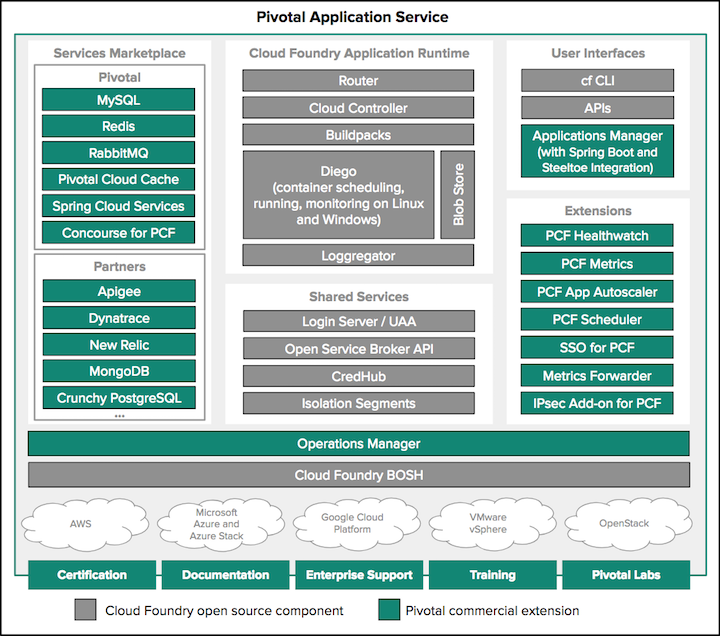 Pivotal Application Service
Services Marketplace
Pivotal
MySQL
Redis
RabbitMQ
Pivotal Cloud Cache
Spring Cloud Services
Concourse for PCF
Partners
Apigee
Dynatrace
New Relic
MongoDB
Crunchy PostgreSQL
...
Cloud Foundry Application Runtime
Router
Cloud Controller
Buildpacks
Diego
(container scheduling,
running, monitoring on Linux
and Windows)
Blob Store
Loggregator
Shared Services
Login Server / UAA
Open Service Broker API
CredHub
Isolation Segments
User Interfaces
cf CLI
APIs
Applications Manager
(with Spring Boot and
Steeltoe Integration)
Extensions
PCF Healthwatch
PCF Metrics
PCF App Autoscaler
PCF Scheduler
SSO for PCF
Metrics Forwarder
IPsec Add-on for PCF
Operations Manager
Cloud Foundry BOSH
AWS
Microsoft
Azure and
Azure Stack
Google Cloud
Platform
VMware
vSphere
OpenStack
Certification
Documentation
Enterprise Support
Training
Pivotal Labs
Cloud Foundry open source component
Pivotal commercial extension